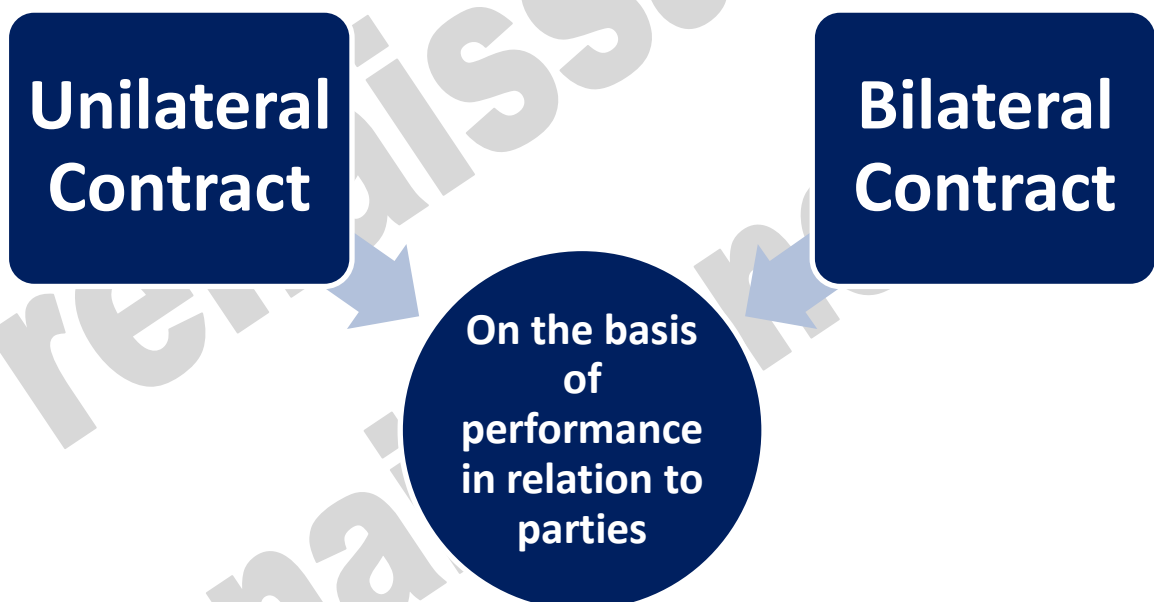 Unilateral
Contract
Bilateral
Contract
On the basis
of
performance
in relation to
parties